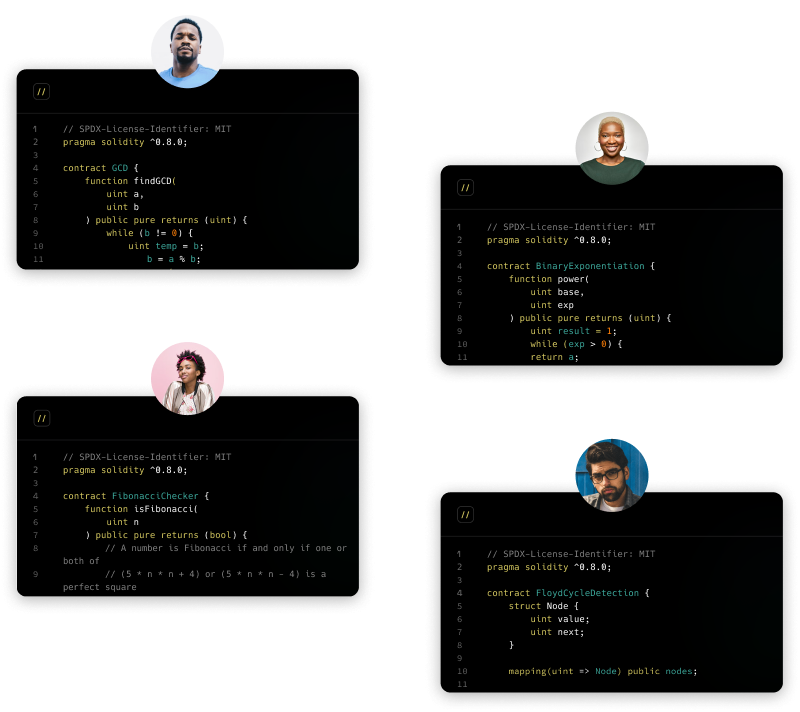 //
1 // SPDX-License-Identifier: MIT
2 pragma solidity ^0.8.0;
3
4 contract GCD {
5 function findGCD(
6 uint a,
7 uint b
8 ) public pure returns (uint) {
9 while (b != 0) {
10 uint temp = b;
11 b = a % b;
//
1 // SPDX-License-Identifier: MIT
2 pragma solidity ^0.8.0;
3
4 contract BinaryExponentiation {
5 function power(
6 uint base,
7 uint exp
8 ) public pure returns (uint) {
9 uint result = 1;
10 while (exp > 0) {
11 return a;
//
1 // SPDX-License-Identifier: MIT
2 pragma solidity ^0.8.0;
3
4 contract FibonacciChecker {
5 function isFibonacci(
6 uint n
7 ) public pure returns (bool) {
8 // A number is Fibonacci if and only if one or
both of
9 // (5 * n * n + 4) or (5 * n * n - 4) is a
perfect square
//
1 // SPDX-License-Identifier: MIT
2 pragma solidity ^0.8.0;
3
4 contract FloydCycleDetection {
5 struct Node {
6 uint value;
7 uint next;
8 }
9
10 mapping(uint => Node) public nodes;
11